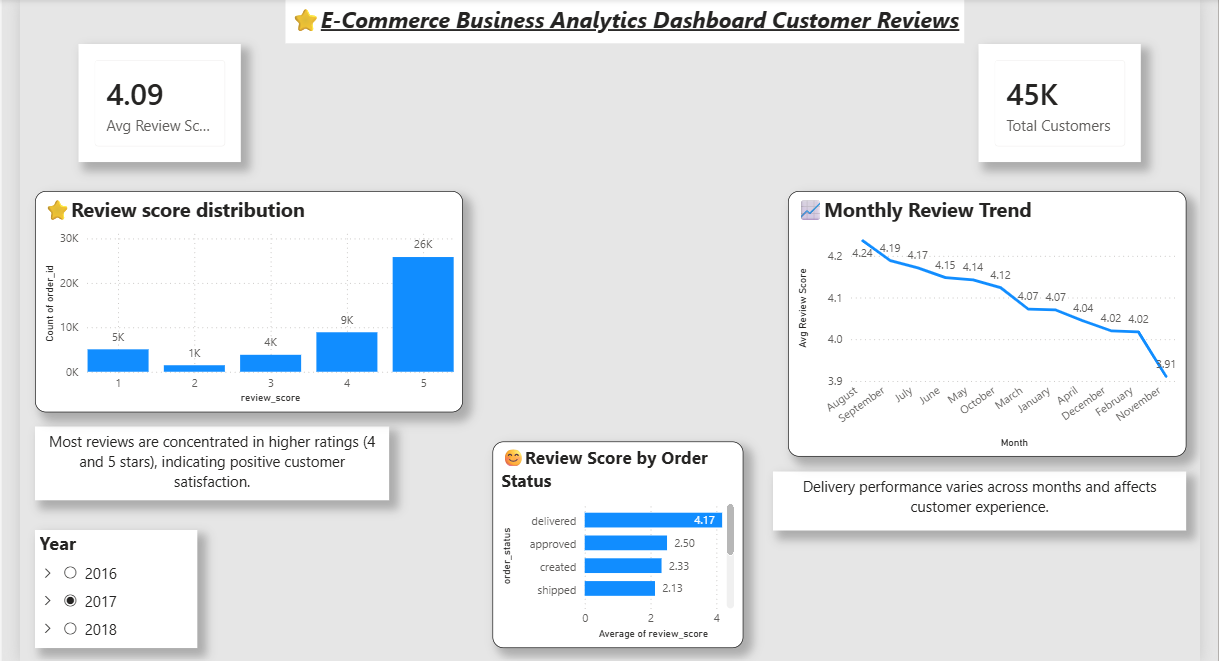 ⭐ E-Commerce Business Analytics Dashboard Customer Reviews
4.09
Avg Review Sc...
45K
Total Customers
⭐ Review score distribution
Count of order_id
30K
20K
10K
0K
5K
1K
4K
9K
26K
1
2
3
4
5
review_score
Most reviews are concentrated in higher ratings (4
and 5 stars), indicating positive customer
satisfaction.
Year
2016
2017
2018
😊 Review Score by Order
Status
order_status
delivered
4.17
approved
2.50
created
2.33
shipped
2.13
0
2
4
Average of review_score
📈 Monthly Review Trend
Avg Review Score
4.2
4.1
4.0
3.9
4.24
4.19
4.17
4.15
4.14
4.12
4.07
4.07
4.04
4.02
4.02
3.91
August
September
July
June
May
October
March
January
April
December
February
November
Month
Delivery performance varies across months and affects
customer experience.